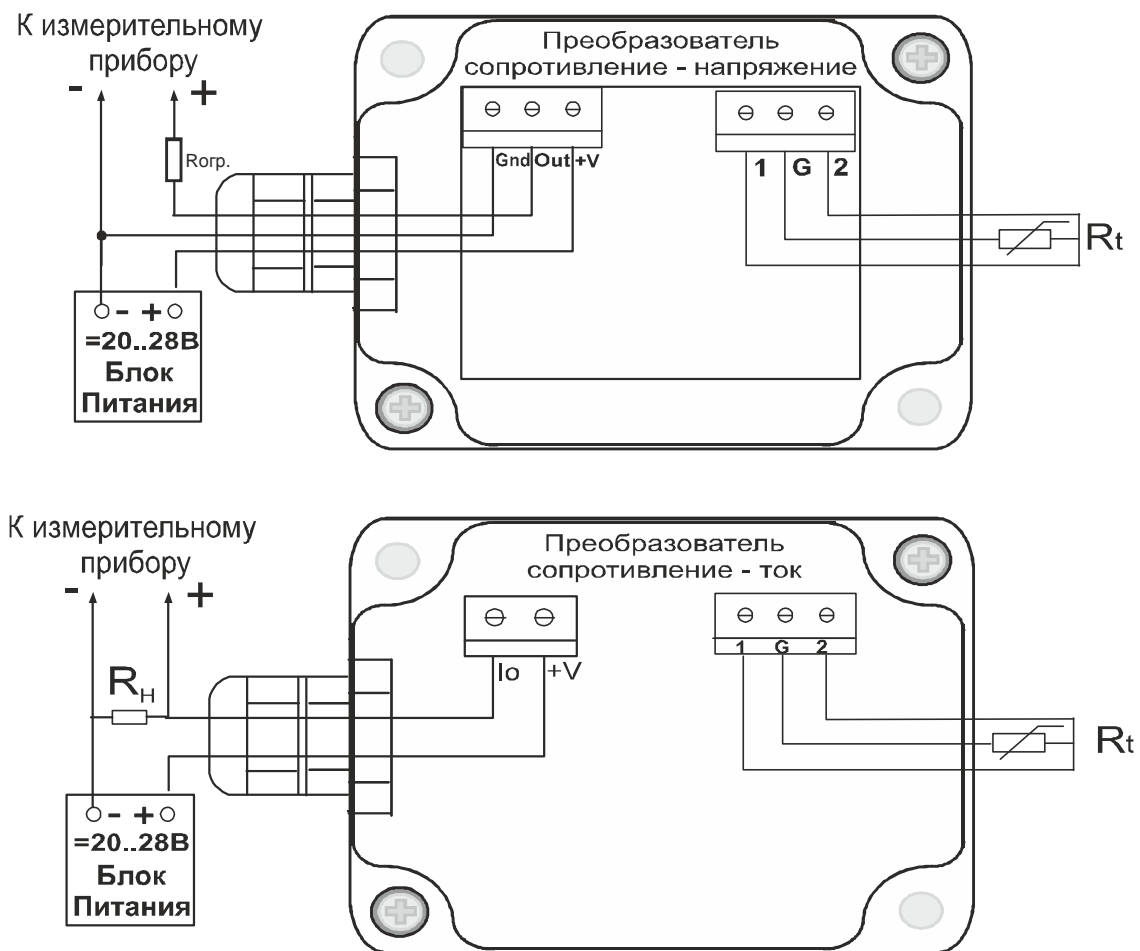 К измерительному
прибору
- +
Rогр.
Преобразователь
сопротивление - напряжение
Gnd Out +V
1 G 2
Rt
- +
=20..28В
Блок
Питания
К измерительному
прибору
- +
RН
Преобразователь
сопротивление - ток
Io +V
1 G 2
Rt
- +
=20..28В
Блок
Питания